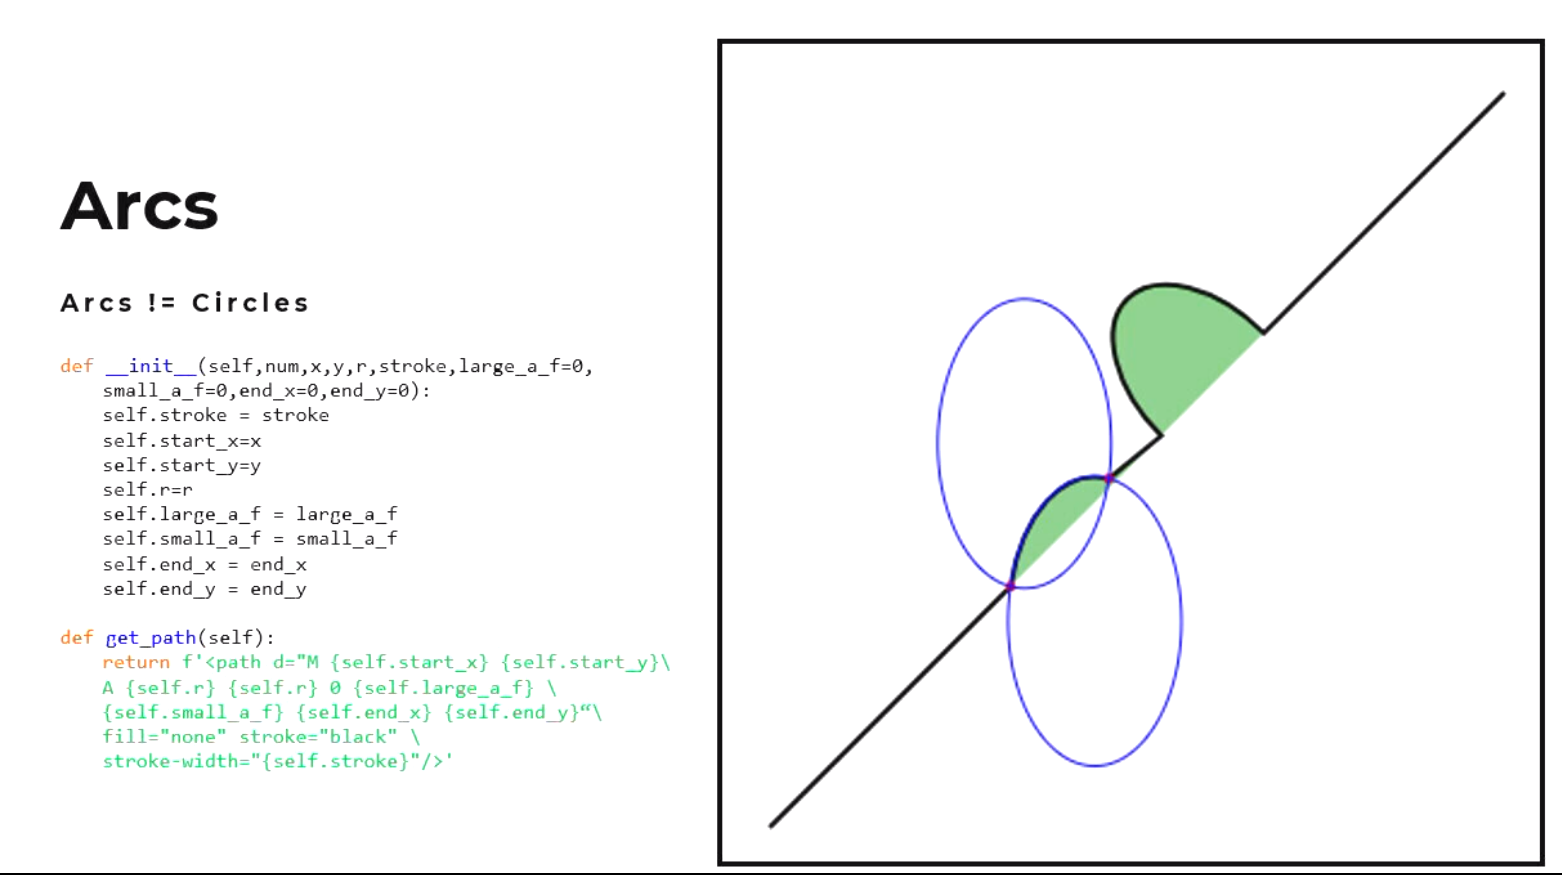 Arcs
Arcs != Circles
def __init__(self,num,x,y,r,stroke,large_a_f=0,
small_a_f=0,end_x=0,end_y=0):
self.stroke = stroke
self.start_x=x
self.start_y=y
self.r=r
self.large_a_f = large_a_f
self.small_a_f = small_a_f
self.end_x = end_x
self.end_y = end_y
def get_path(self):
return f'<path d="M {self.start_x} {self.start_y}\
A {self.r} {self.r} 0 {self.large_a_f} \
{self.small_a_f} {self.end_x} {self.end_y}“\
fill="none" stroke="black" \
stroke-width="{self.stroke}"/>'